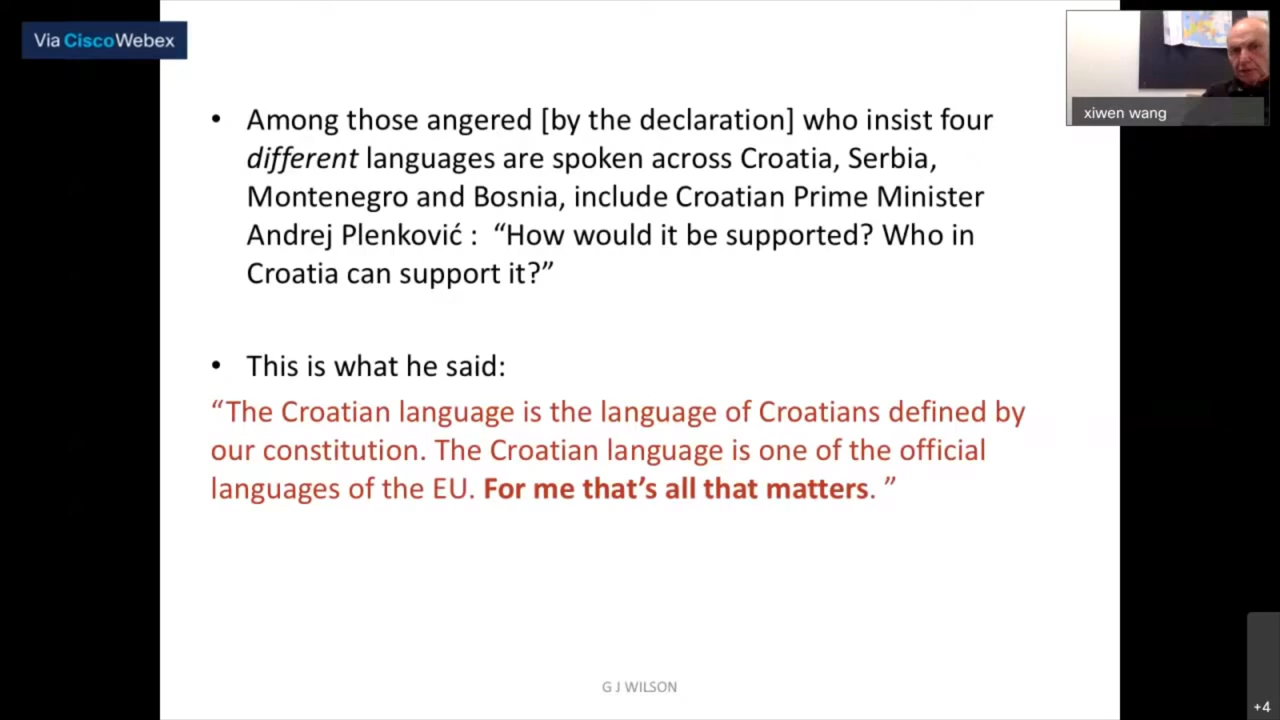 Via Cisco Webex
xiwen wang
• Among those angered [by the declaration] who insist four
different languages are spoken across Croatia, Serbia,
Montenegro and Bosnia, include Croatian Prime Minister
Andrej Plenković : “How would it be supported? Who in
Croatia can support it?”
• This is what he said:
“The Croatian language is the language of Croatians defined by
our constitution. The Croatian language is one of the official
languages of the EU. For me that’s all that matters. ”
G J WILSON
+4